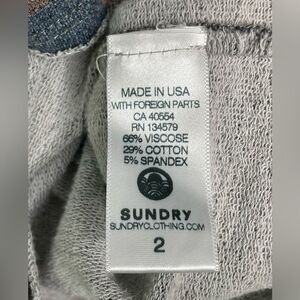 MADE IN USA
WITH FOREIGN PARTS
CA 40554
RN 134579
66% VISCOSE
29% COTTON
5% SPANDEX
SUNDRY
SUNDRYCLOTHING.COM
2